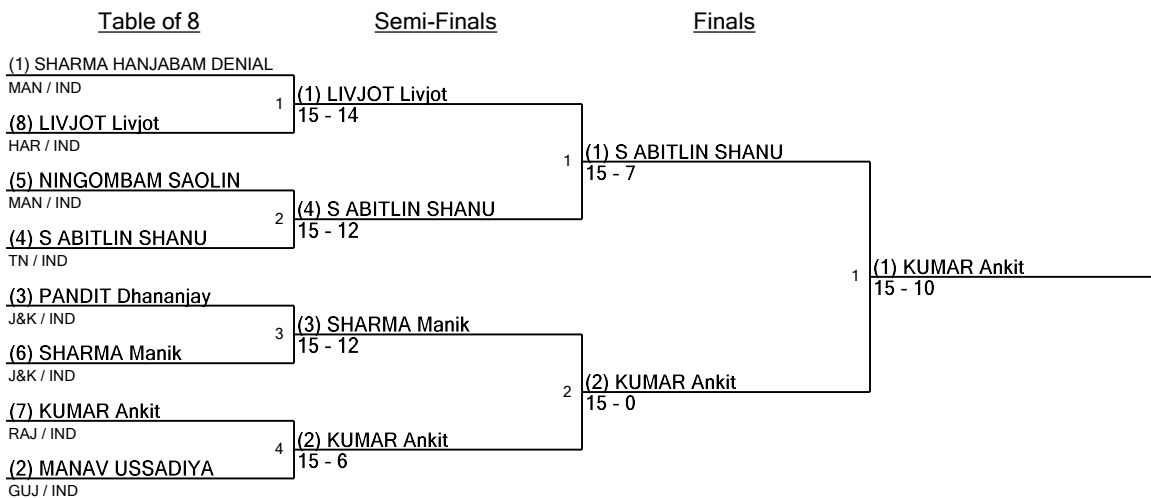 Table of 8
Semi-Finals
Finals
(1) SHARMA HANJABAM DENIAL
MAN / IND
1
(8) LIVJOT Livjot
HAR / IND
(1) LIVJOT Livjot
15 - 14
(5) NINGOMBAM SAOLIN
MAN / IND
2
(4) S ABITLIN SHANU
TN / IND
(4) S ABITLIN SHANU
15 - 12
1
(1) S ABITLIN SHANU
15 - 7
(3) PANDIT Dhananjay
J&K / IND
3
(6) SHARMA Manik
J&K / IND
(3) SHARMA Manik
15 - 12
(7) KUMAR Ankit
RAJ / IND
4
(2) MANAV USSADIYA
GUJ / IND
(2) KUMAR Ankit
15 - 6
2
(2) KUMAR Ankit
15 - 0
1
(1) KUMAR Ankit
15 - 10